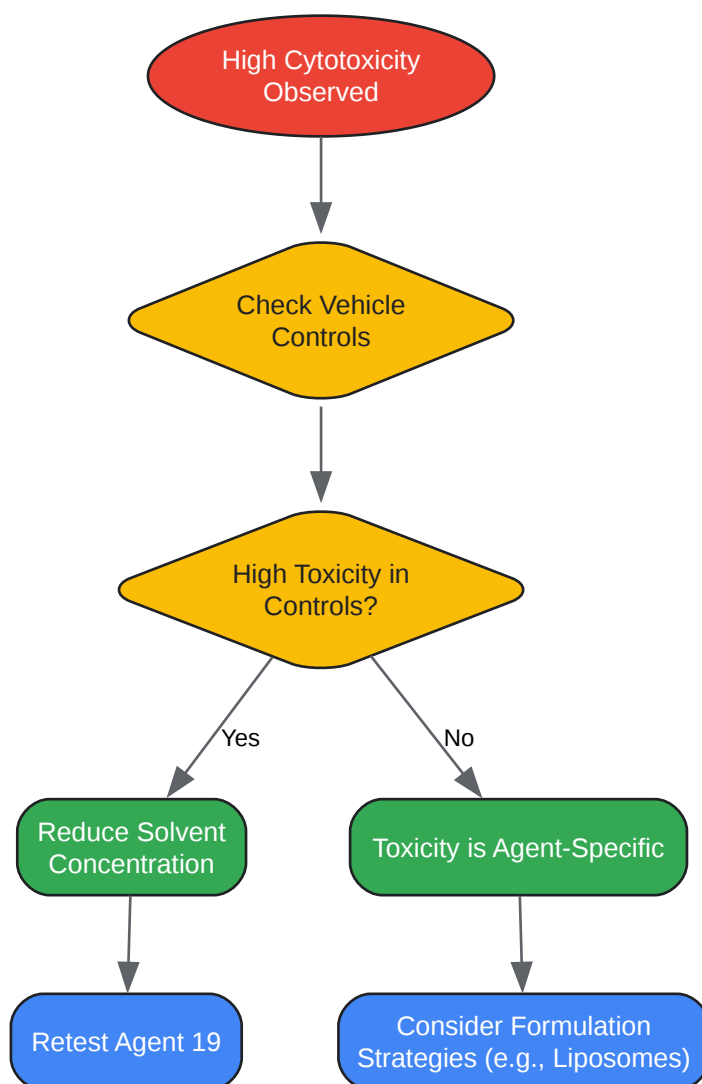 High Cytotoxicity
Observed
Check Vehicle
Controls
High Toxicity in
Controls?
Yes
No
Reduce Solvent
Concentration
Toxicity is Agent-Specific
Retest Agent 19
Consider Formulation
Strategies (e.g., Liposomes)